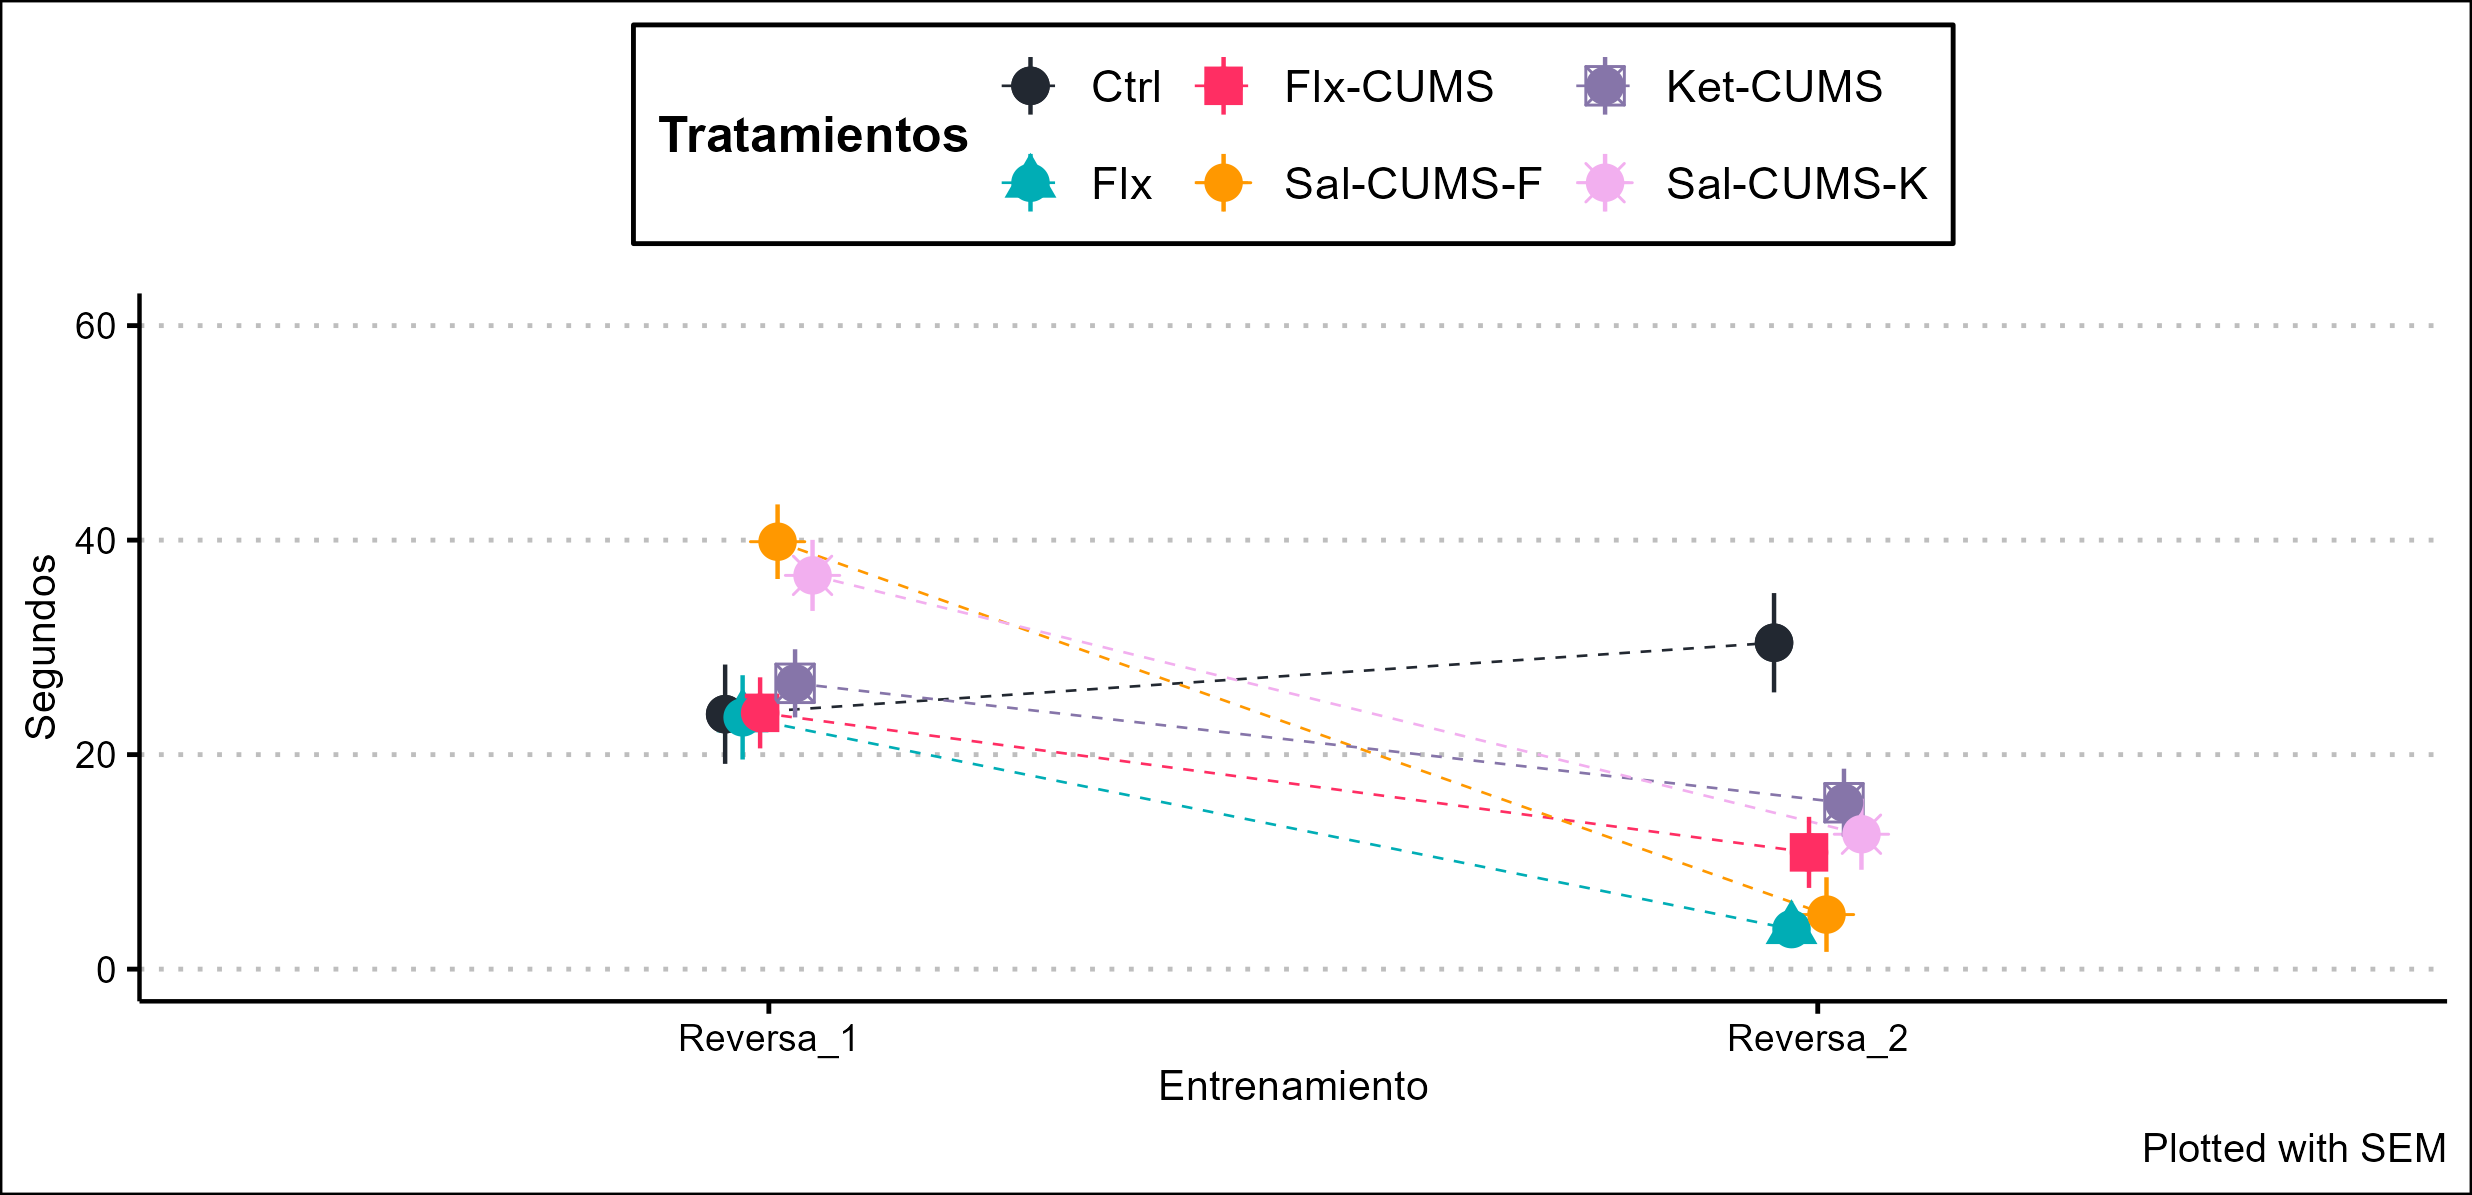 Tratamientos
Ctrl
Flx-CUMS
Ket-CUMS
Flx
Sal-CUMS-F
Sal-CUMS-K
60
40
20
0
Segundos
Reversa_1
Reversa_2
Entrenamiento
Plotted with SEM